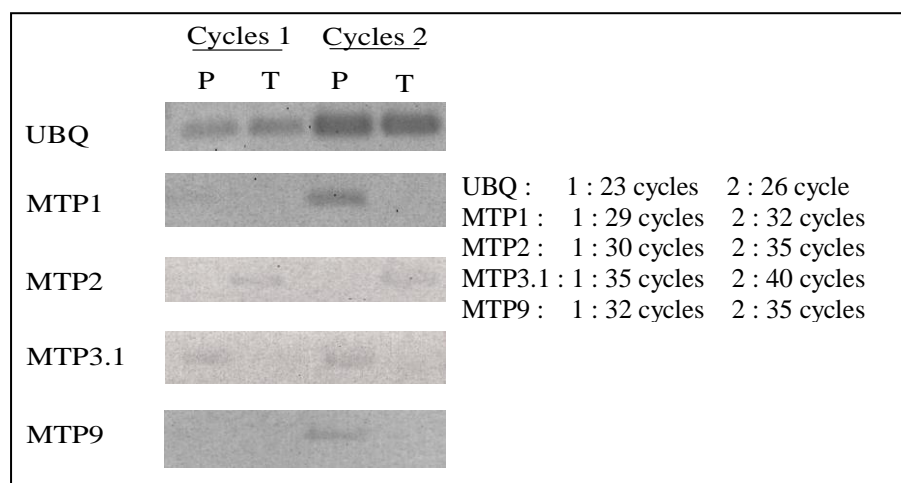 Cycles 1 Cycles 2
P T P T
UBQ
MTP1
MTP2
MTP3.1
MTP9
UBQ : 1 : 23 cycles 2 : 26 cycle
MTP1 : 1 : 29 cycles 2 : 32 cycles
MTP2 : 1 : 30 cycles 2 : 35 cycles
MTP3.1 : 1 : 35 cycles 2 : 40 cycles
MTP9 : 1 : 32 cycles 2 : 35 cycles